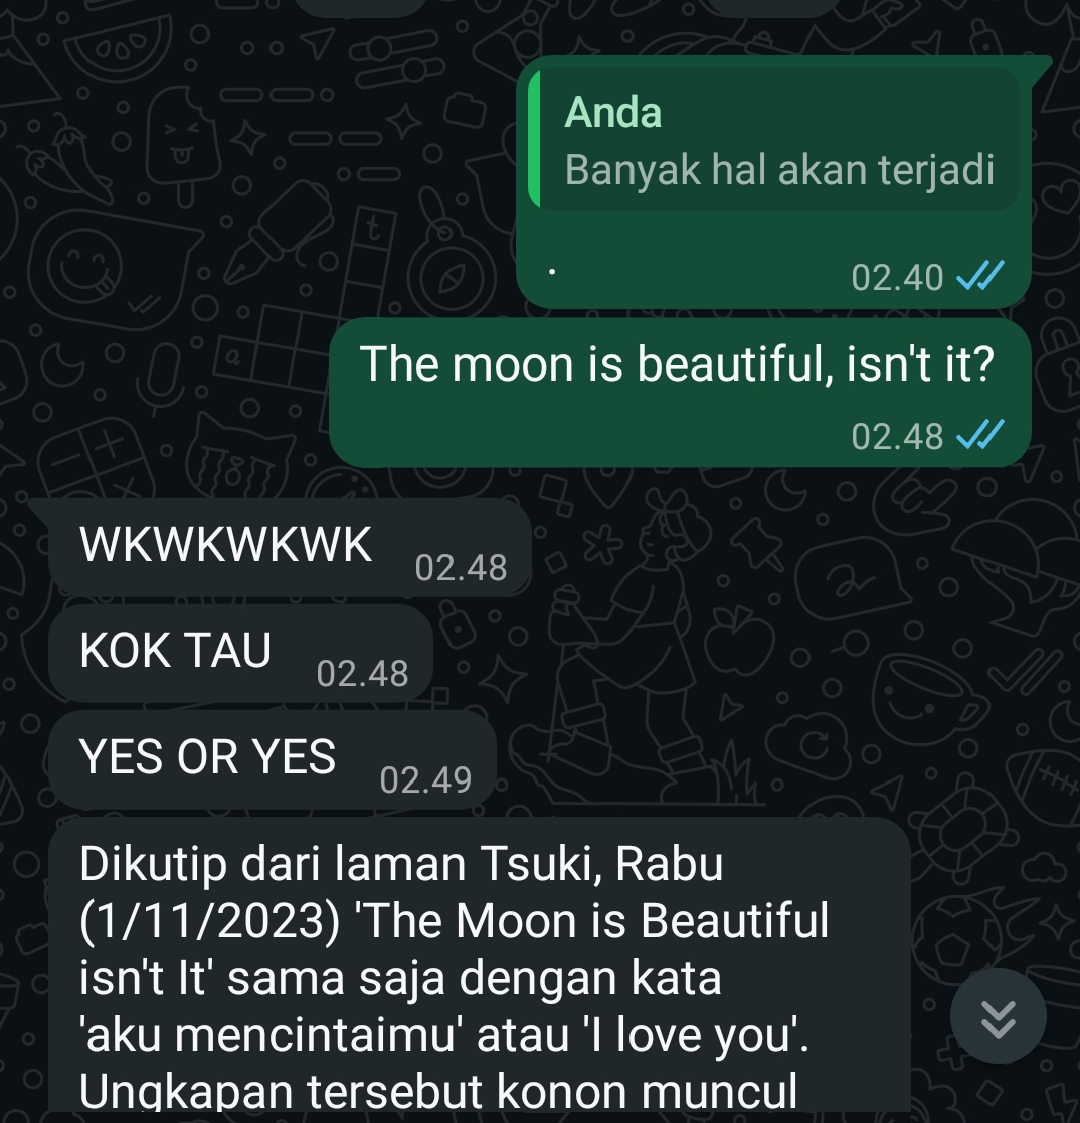 Anda
Banyak hal akan terjadi
.
02.40
The moon is beautiful, isn't it?
02.48
WKWKWKWK
02.48
KOK TAU
02.48
YES OR YES
02.49
Dikutip dari laman Tsuki, Rabu
(1/11/2023) 'The Moon is Beautiful
isn't It' sama saja dengan kata
'aku mencintaimu' atau 'I love you'.
Ungkapan tersebut konon muncul